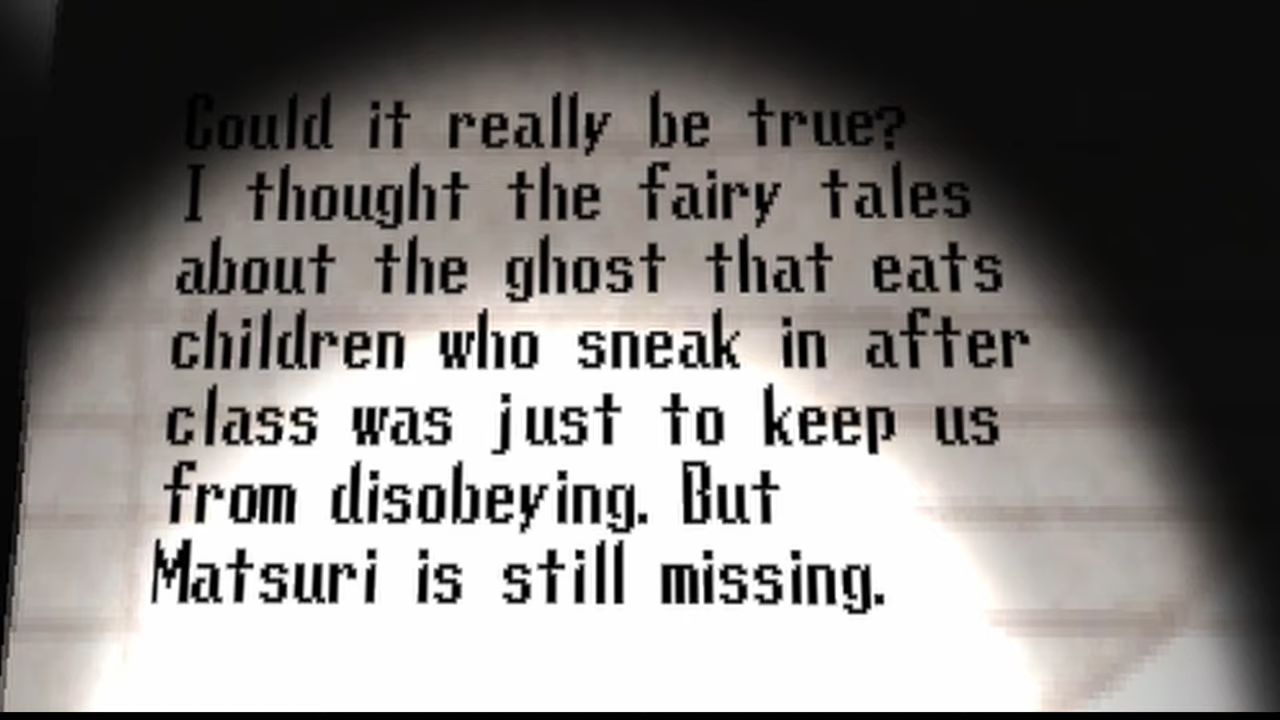 Could it really be true?
I thought the fairy tales
about the ghost that eats
children who sneak in after
class was just to keep us
from disobeying. But
Matsuri is still missing.